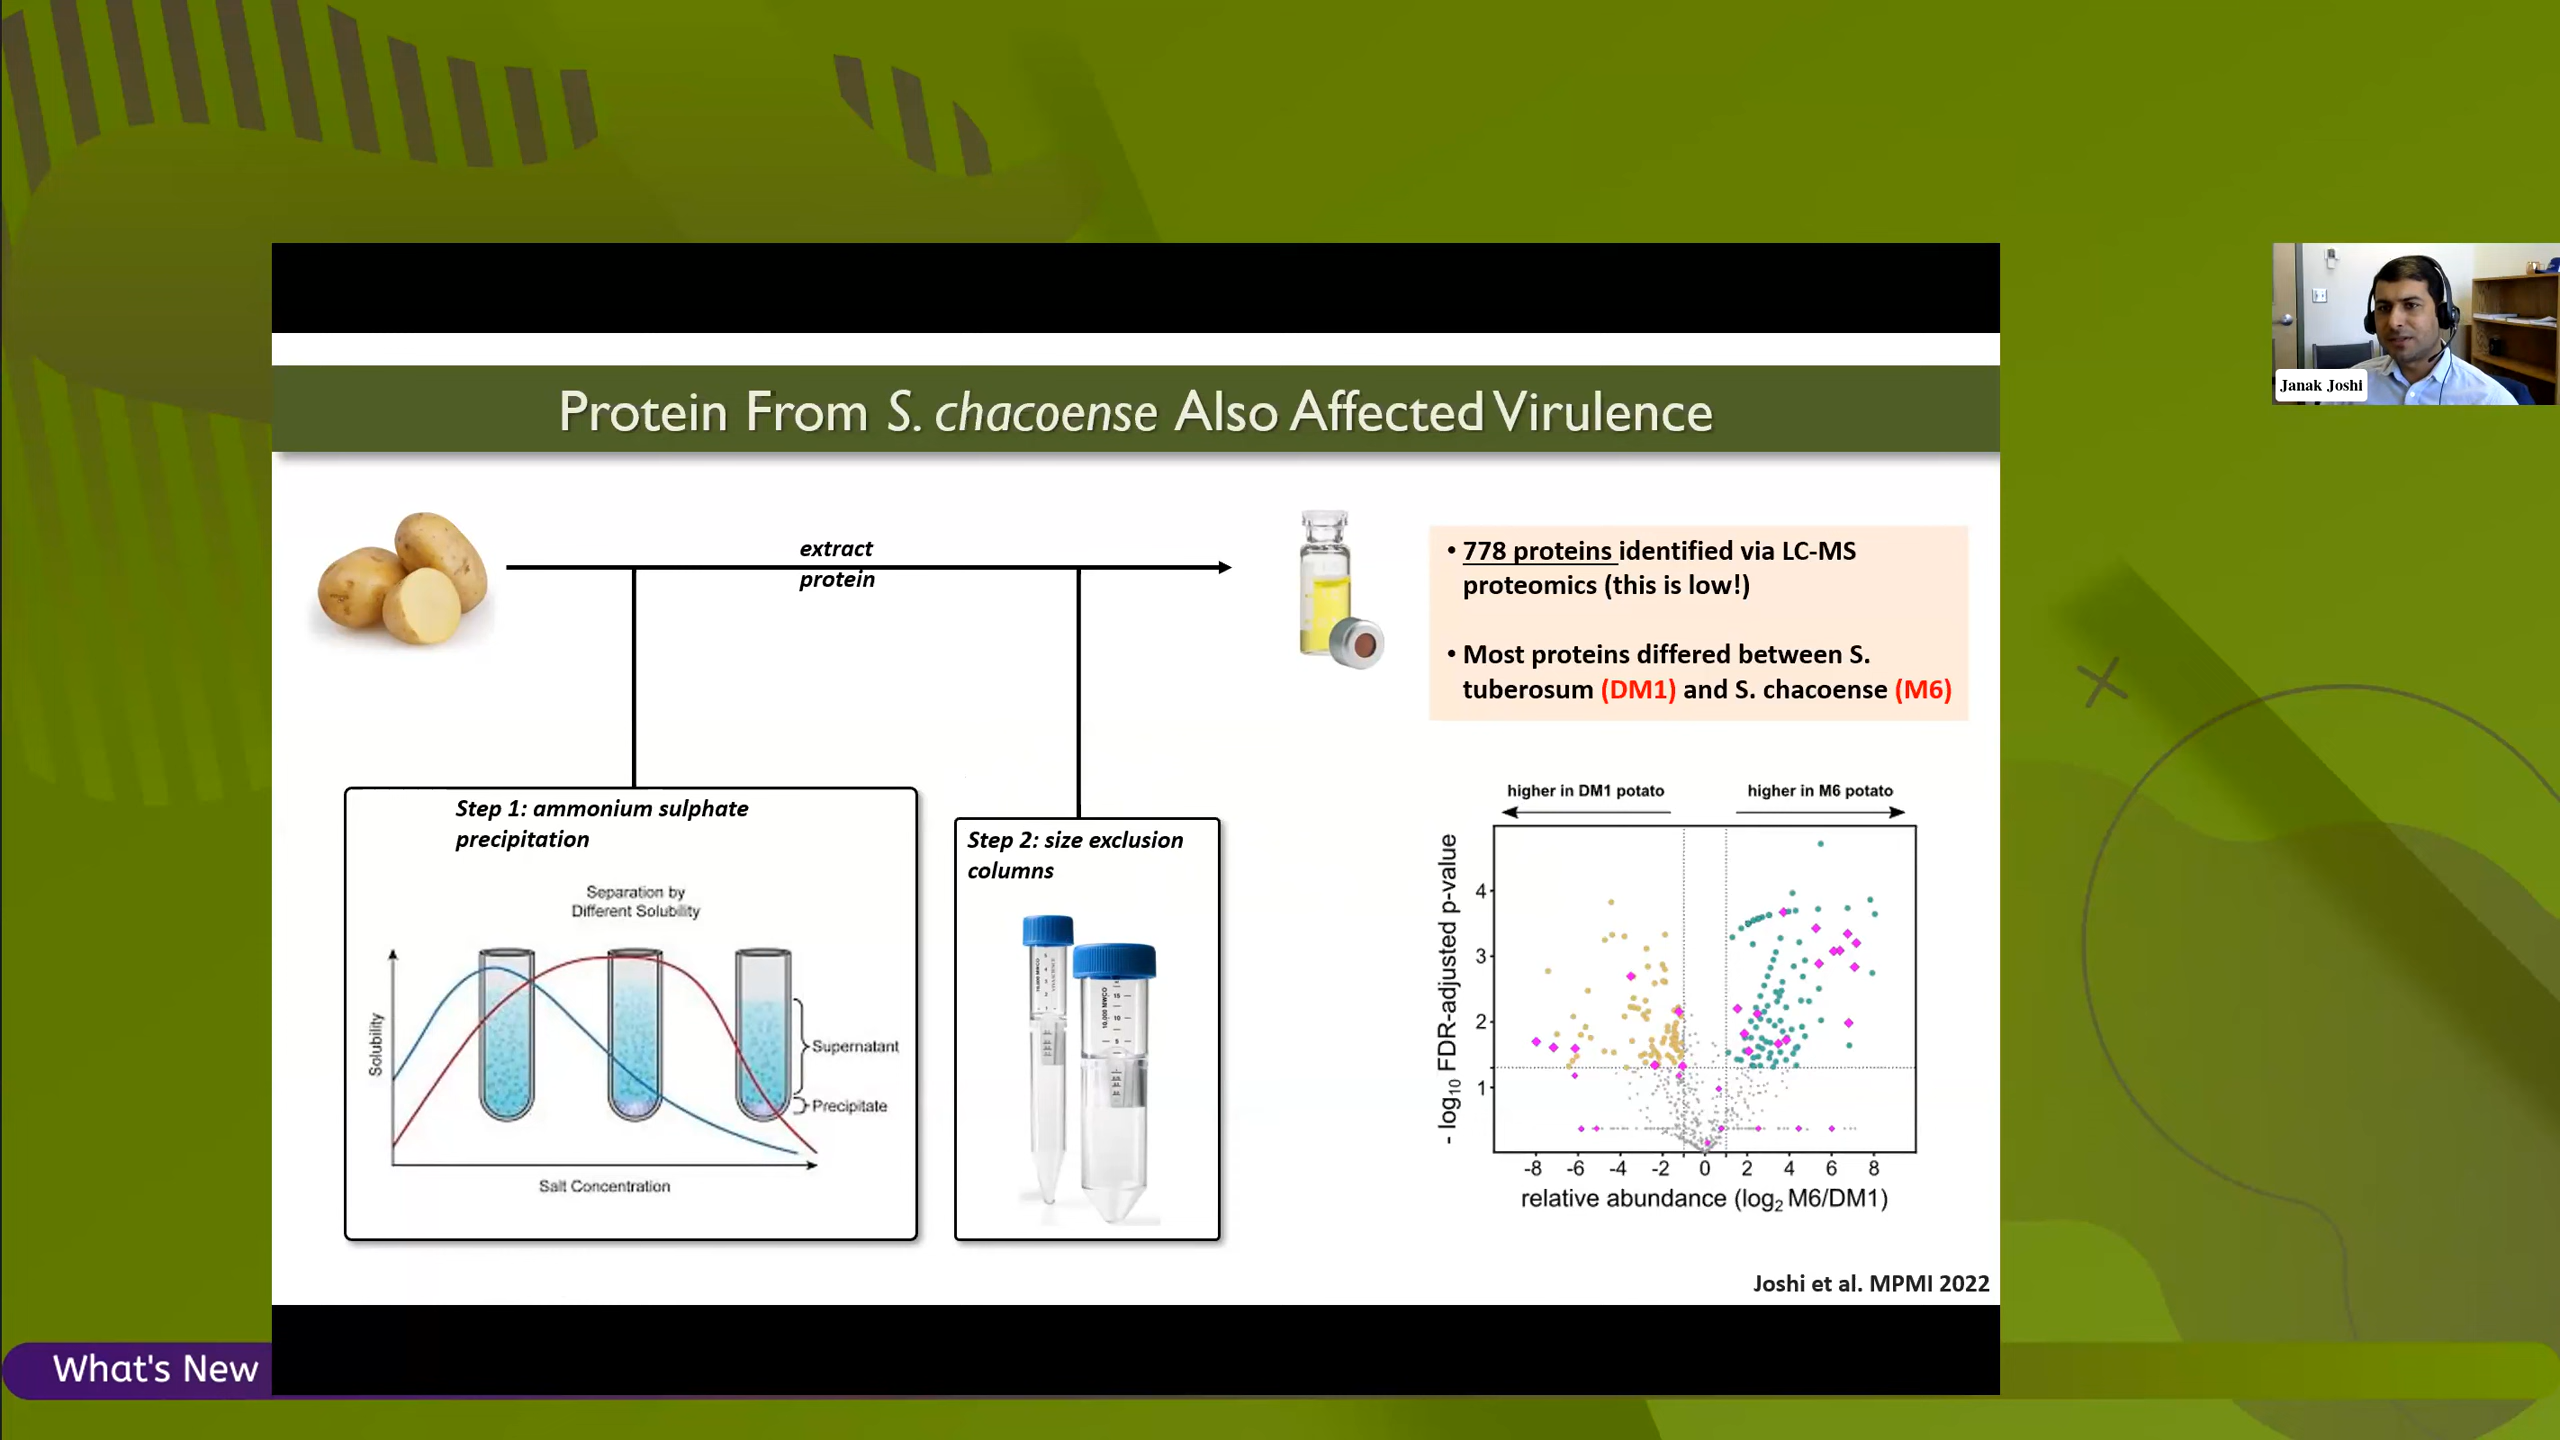 Protein From S. chacoense Also Affected Virulence
Janak Joshi
extract
protein
• 778 proteins identified via LC-MS
proteomics (this is low!)
• Most proteins differed between S.
tuberosum (DM1) and S. chacoense (M6)
Step 1: ammonium sulphate
precipitation
Separation by
Different Solubility
Solubility
Supernatant
Precipitate
Salt Concentration
Step 2: size exclusion
columns
higher in DM1 potato
higher in M6 potato
- log10 FDR-adjusted p-value
4
3
2
1
-8 -6 -4 -2 0 2 4 6 8
relative abundance (log2 M6/DM1)
Joshi et al. MPMI 2022
What's New